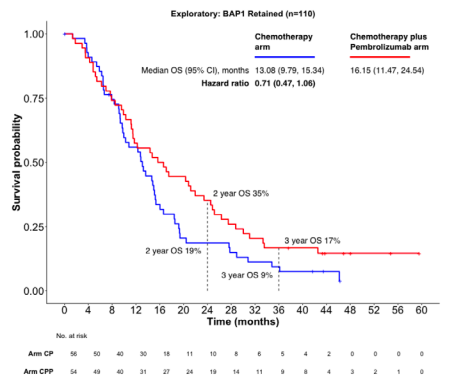 Exploratory: BAP1 Retained (n=110)
Chemotherapy arm
Chemotherapy plus Pembrolizumab arm
Median OS (95% CI), months 13.08 (9.79, 15.34) 16.15 (11.47, 24.54)
Hazard ratio 0.71 (0.47, 1.06)
Survival probability
1.00
0.75
0.50
0.25
0.00
2 year OS 35%
2 year OS 19%
3 year OS 17%
3 year OS 9%
0 4 8 12 16 20 24 28 32 36 40 44 48 52 56 60
Time (months)
No. at risk
Arm CP 56 50 40 30 18 11 10 8 6 5 4 2 0 0 0 0
Arm CPP 54 49 40 31 27 24 19 14 11 9 8 4 3 2 1 0